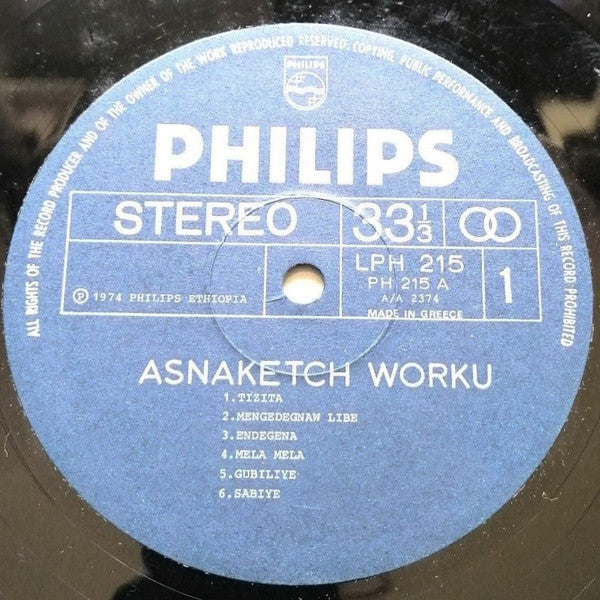 ALL RIGHTS OF THE RECORD PRODUCER AND OF THE OWNER OF THE WORK REPRODUCED RESERVED. COPYING, PUBLIC PERFORMANCE AND BROADCASTING OF THIS RECORD PROHIBITED
PHILIPS
PHILIPS
STEREO
33 1/3
LPH 215
PH 215 A
A/A 2374
MADE IN GREECE
1
℗ 1974 PHILIPS ETHIOPIA
ASNAKETCH WORKU
1.TIZITA
2.MENGEDEGNAW LIBE
3.ENDEGENA
4.MELA MELA
5.GUBILIYE
6.SABIYE